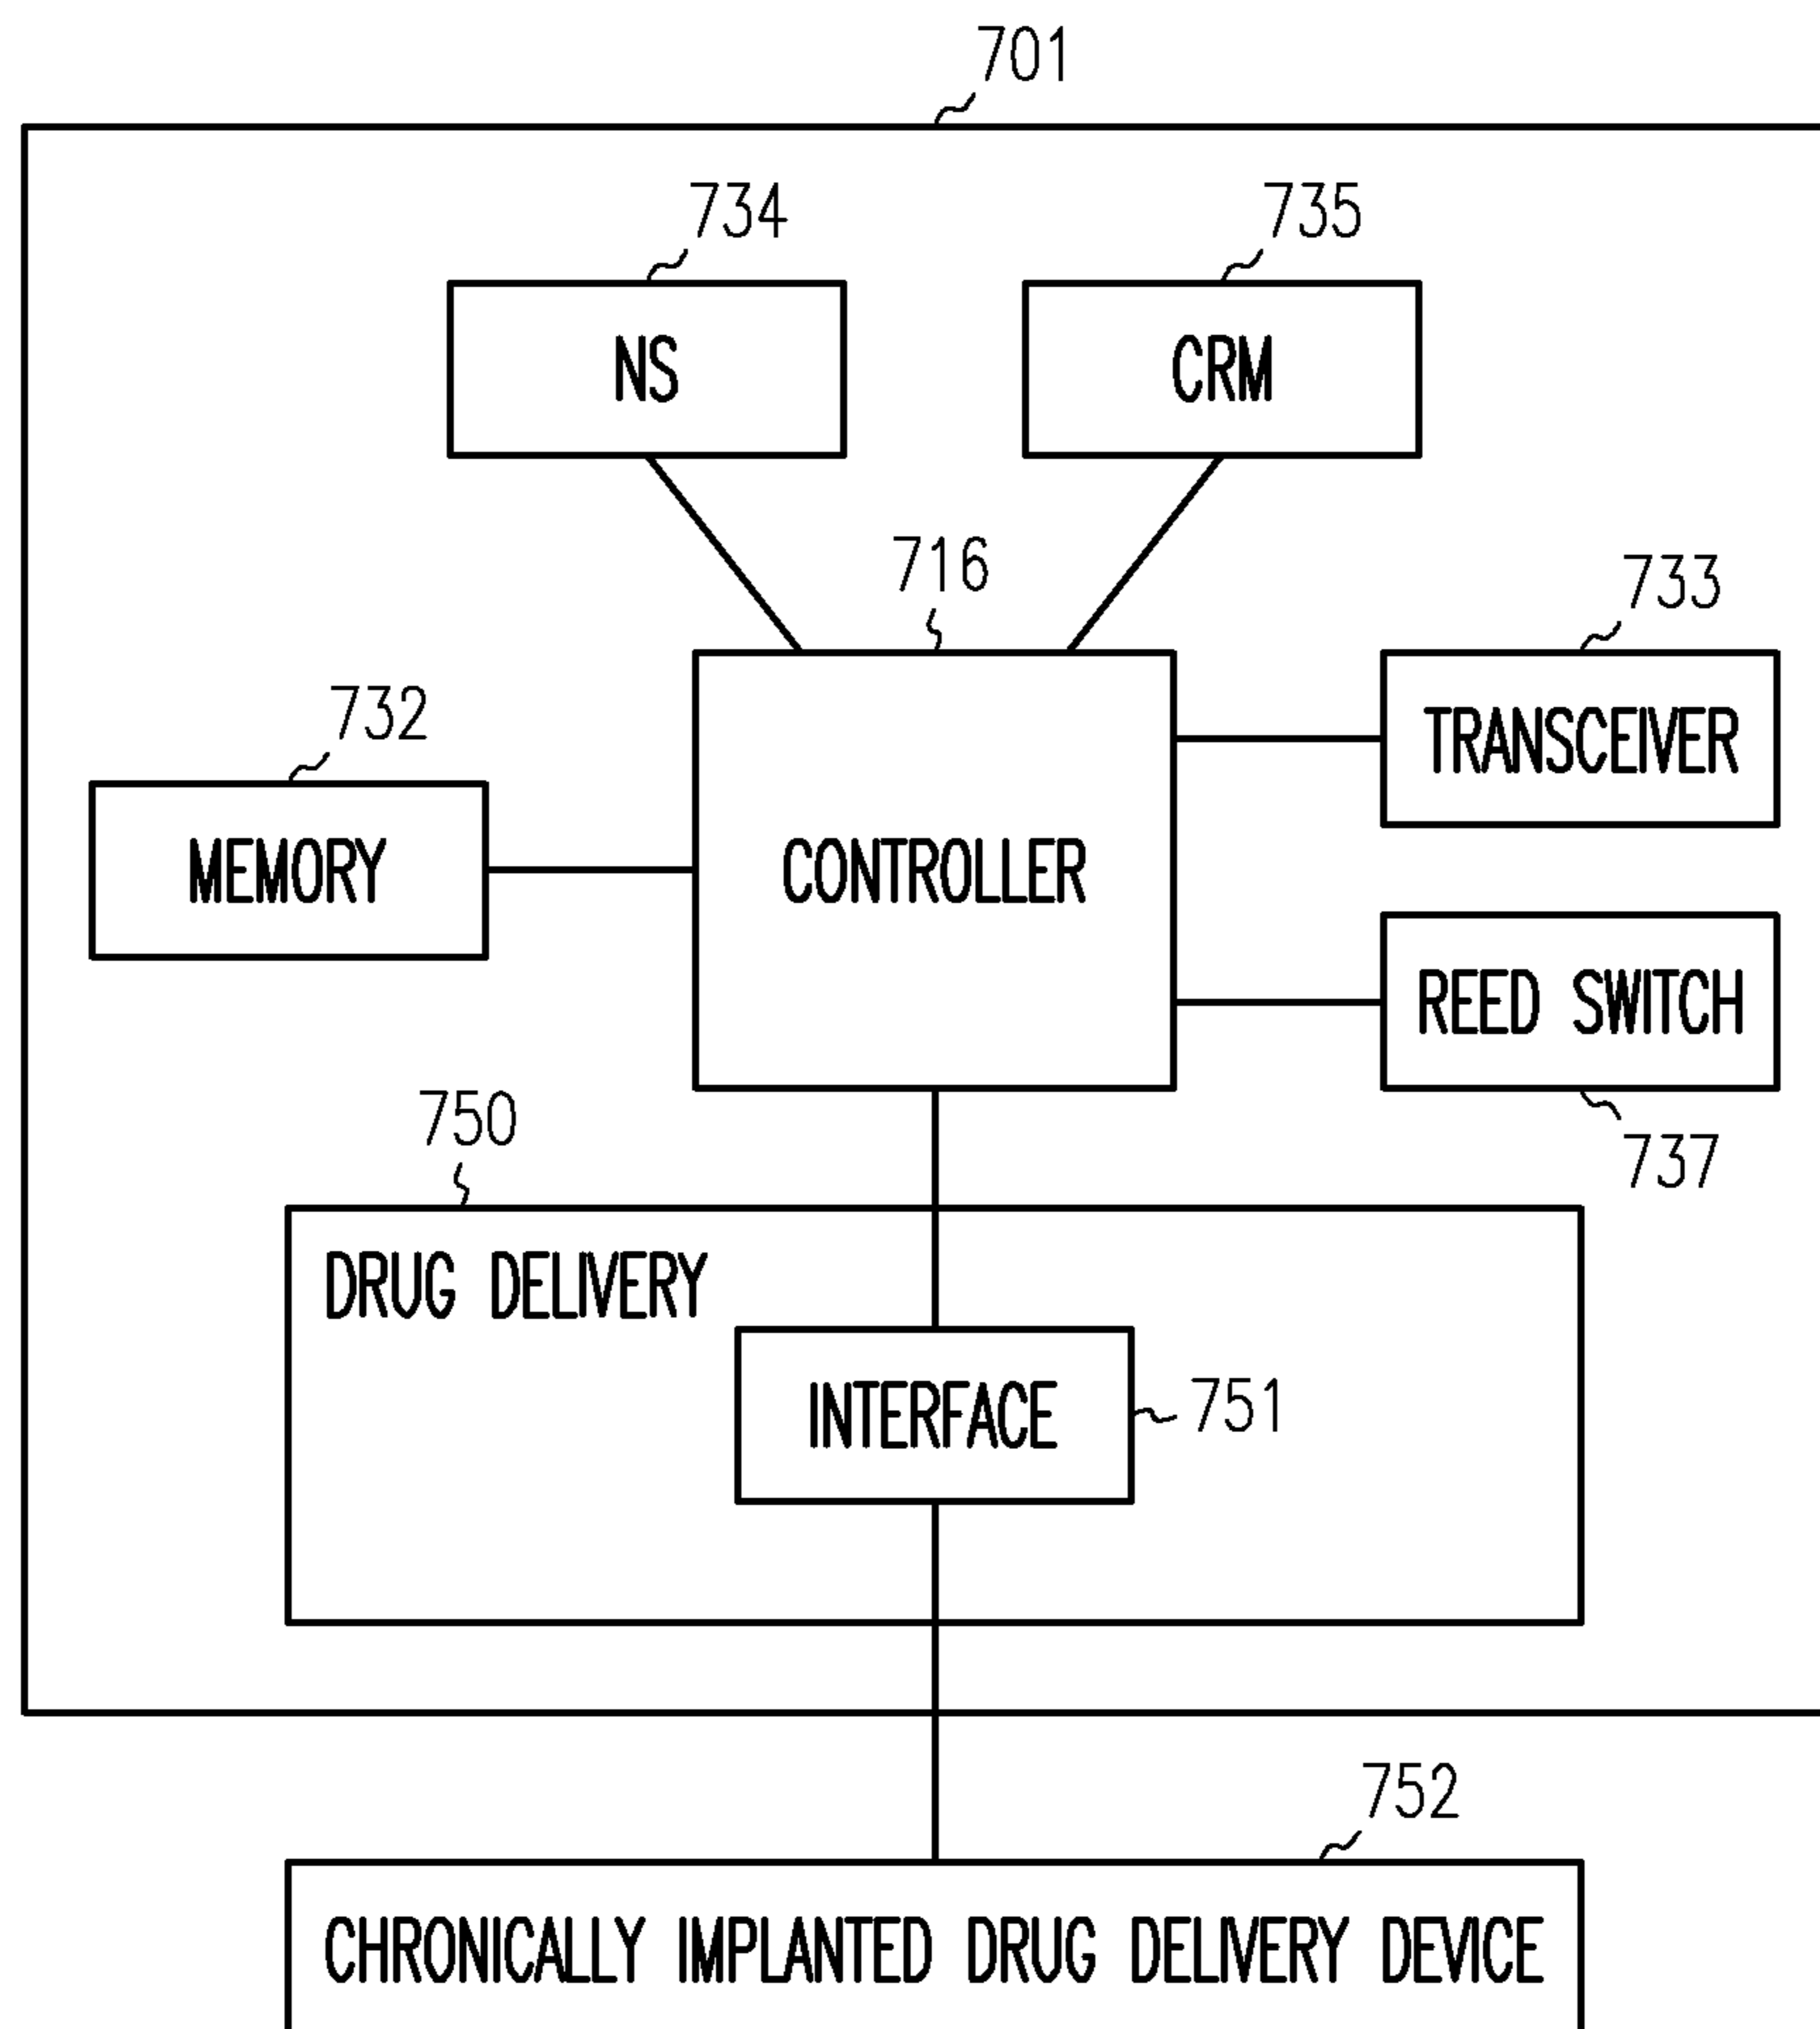 701
734
735
NS
CRM
716
733
732
TRANSCEIVER
MEMORY
CONTROLLER
REED SWITCH
750
737
DRUG DELIVERY
INTERFACE
751
752
CHRONICALLY IMPLANTED DRUG DELIVERY DEVICE